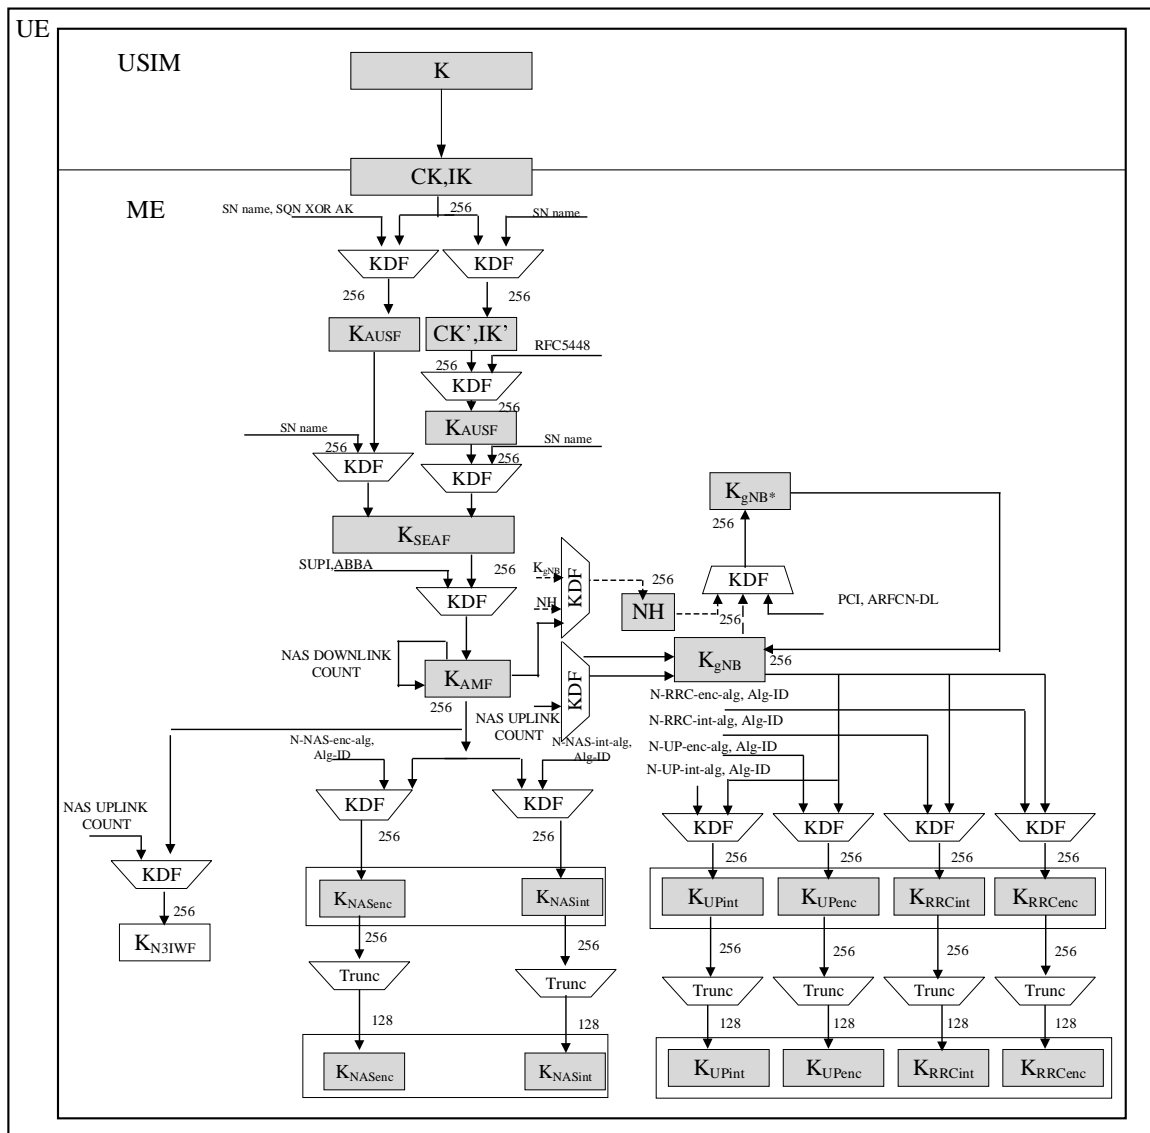 UE
USIM
K
CK,IK
ME
SN name, SQN XOR AK
256
SN name
KDF
KDF
256
256
KAUSF
CK’,IK’
RFC5448
256
KDF
256
KAUSF
SN name
SN name
256
256
KDF
KDF
KgNB*
256
KSEAF
SUPI,ABBA
256
KgNB
KDF
256
KDF
KDF
NH
NH
PCI, ARFCN-DL
256
NAS DOWNLINK
COUNT
KAMF
KgNB
256
256
KDF
NAS UPLINK
COUNT
N-RRC-enc-alg, Alg-ID
N-RRC-int-alg, Alg-ID
N-UP-enc-alg, Alg-ID
N-UP-int-alg, Alg-ID
N-NAS-enc-alg,
Alg-ID
N-NAS-int-alg,
Alg-ID
NAS UPLINK
COUNT
KDF
KDF
KDF
KDF
KDF
KDF
256
256
256
256
256
256
KDF
256
KN3IWF
KNASenc
KNASint
KUPint
KUPenc
KRRCint
KRRCenc
256
256
256
256
256
256
Trunc
Trunc
Trunc
Trunc
Trunc
Trunc
128
128
128
128
128
128
KNASenc
KNASint
KUPint
KUPenc
KRRCint
KRRCenc